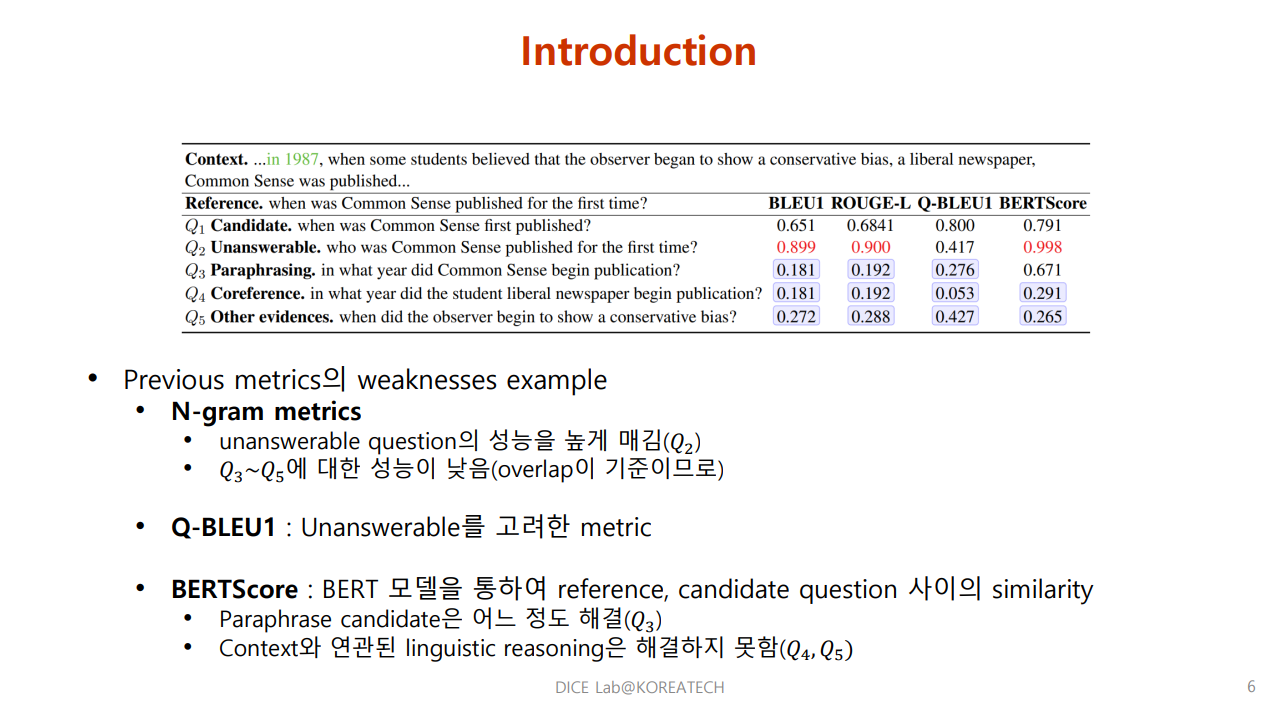 Introduction
Context. ...in 1987, when some students believed that the observer began to show a conservative bias, a liberal newspaper,
Common Sense was published...
Reference. when was Common Sense published for the first time? BLEU1 ROUGE-L Q-BLEU1 BERTScore
Q1 Candidate. when was Common Sense first published? 0.651 0.6841 0.800 0.791
Q2 Unanswerable. who was Common Sense published for the first time? 0.899 0.900 0.417 0.998
Q3 Paraphrasing. in what year did Common Sense begin publication? 0.181 0.192 0.276 0.671
Q4 Coreference. in what year did the student liberal newspaper begin publication? 0.181 0.192 0.053 0.291
Q5 Other evidences. when did the observer begin to show a conservative bias? 0.272 0.288 0.427 0.265
• Previous metrics의 weaknesses example
• N-gram metrics
• unanswerable question의 성능을 높게 매김(Q2)
• Q3~Q5에 대한 성능이 낮음(overlap이 기준이므로)
• Q-BLEU1 : Unanswerable를 고려한 metric
• BERTScore : BERT 모델을 통하여 reference, candidate question 사이의 similarity
• Paraphrase candidate은 어느 정도 해결(Q3)
• Context와 연관된 linguistic reasoning은 해결하지 못함(Q4, Q5)
DICE Lab@KOREATECH
6